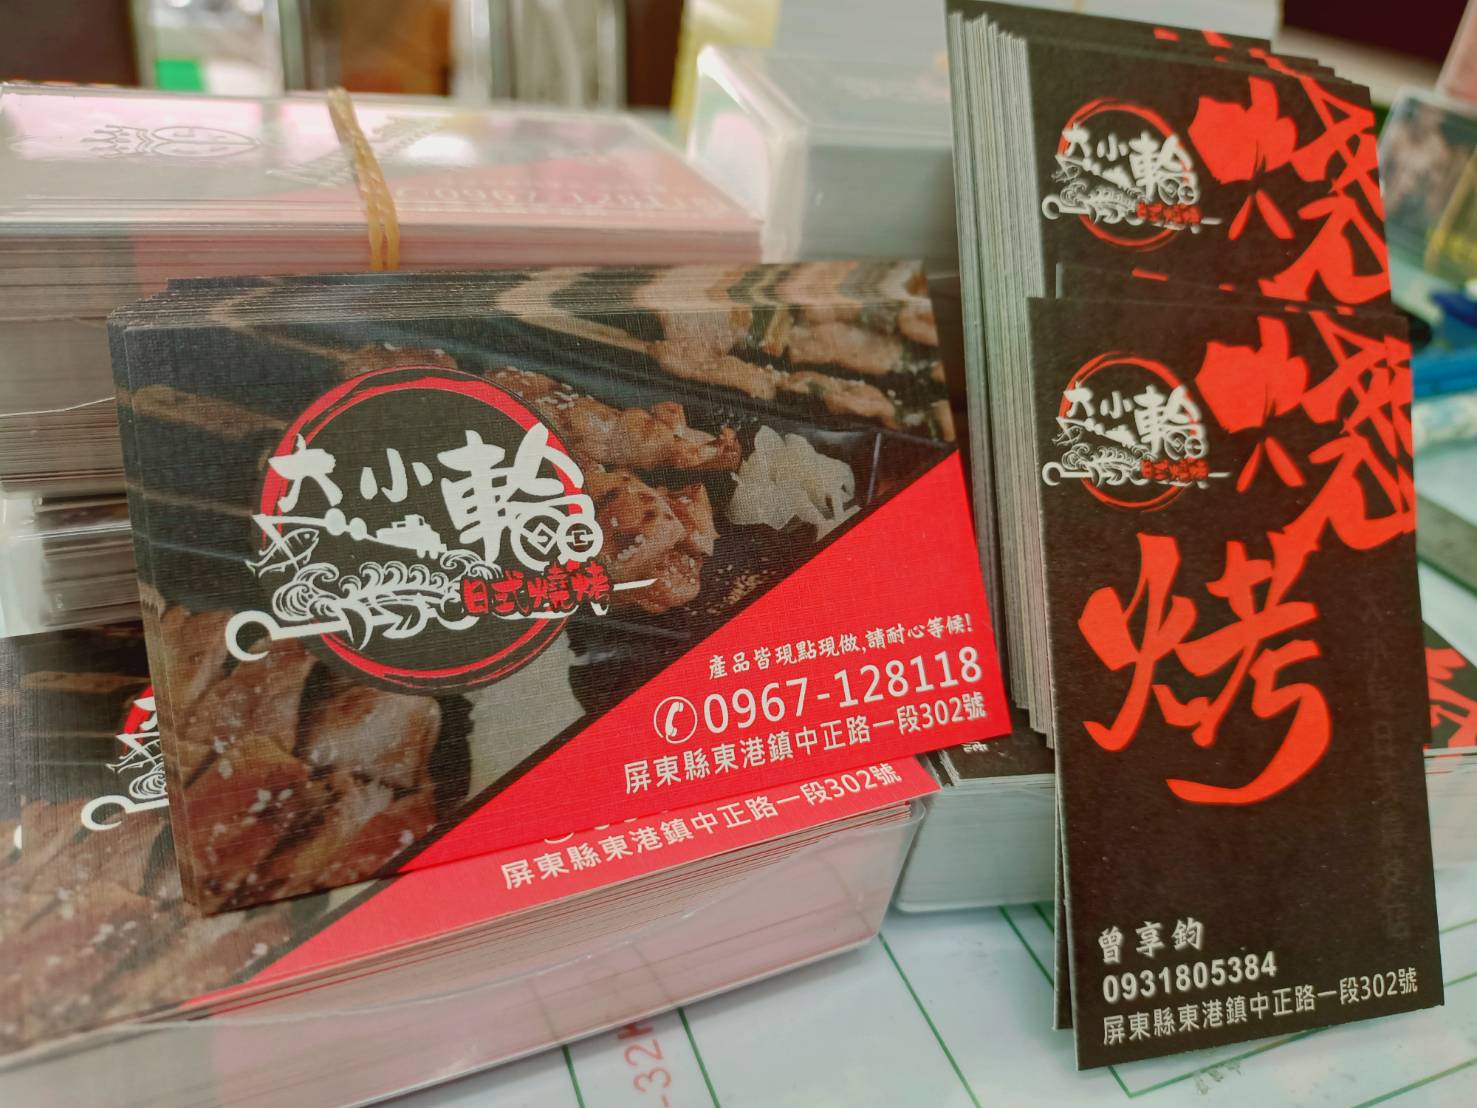 大小輪
日式燒烤
產品皆現點現做,請耐心等候!
0967-128118
屏東縣東港鎮中正路一段302號
屏東縣東港鎮中正路一段302號
大小輪
日式燒烤
燒
大小輪
日式燒烤
燒
烤
曾享鈞
0931805384
屏東縣東港鎮中正路一段302號